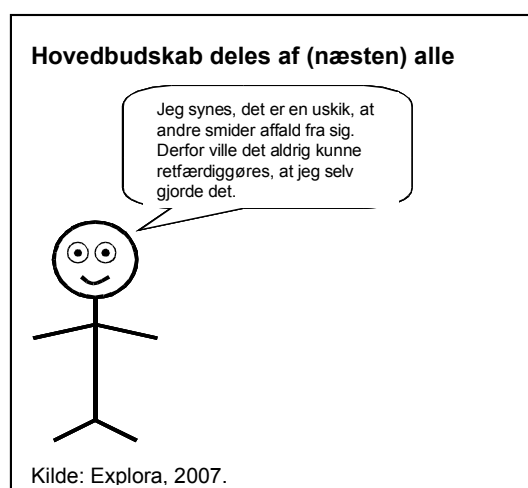 Hovedbudskab deles af (næsten) alle
Jeg synes, det er en uskik, at
andre smider affald fra sig.
Derfor ville det aldrig kunne
retfærdiggøres, at jeg selv
gjorde det.
Kilde: Explora, 2007.